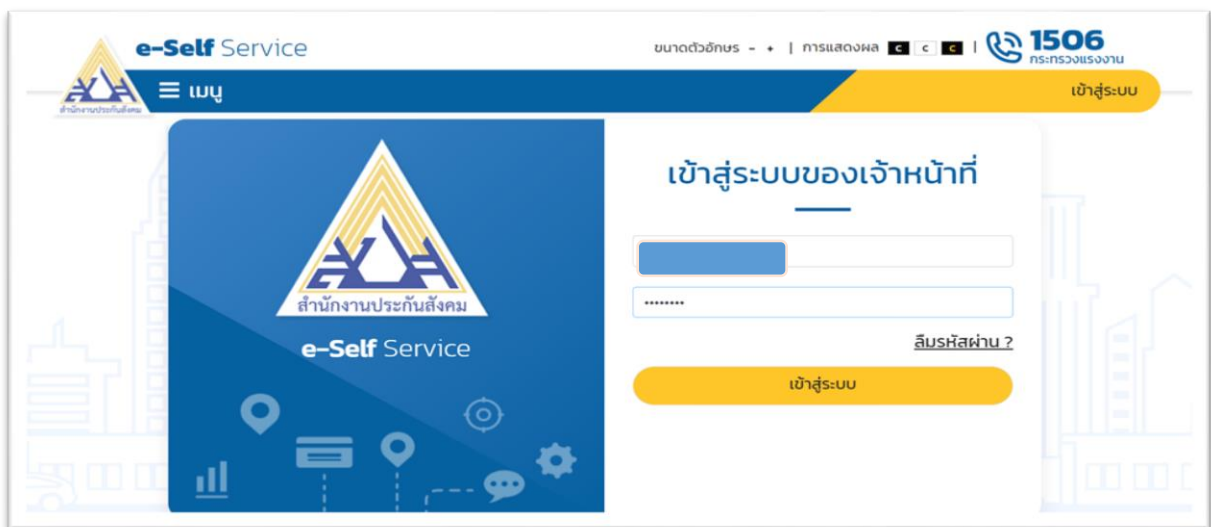 e-Self Service
ขนาดตัวอักษร - + | การแสดงผล C C C | 1506
กระทรวงแรงงาน
สำนักงานประกันสังคม
เมนู
เข้าสู่ระบบ
สำนักงานประกันสังคม
e-Self Service
เข้าสู่ระบบของเจ้าหน้าที่
••••••••
ลืมรหัสผ่าน ?
เข้าสู่ระบบ